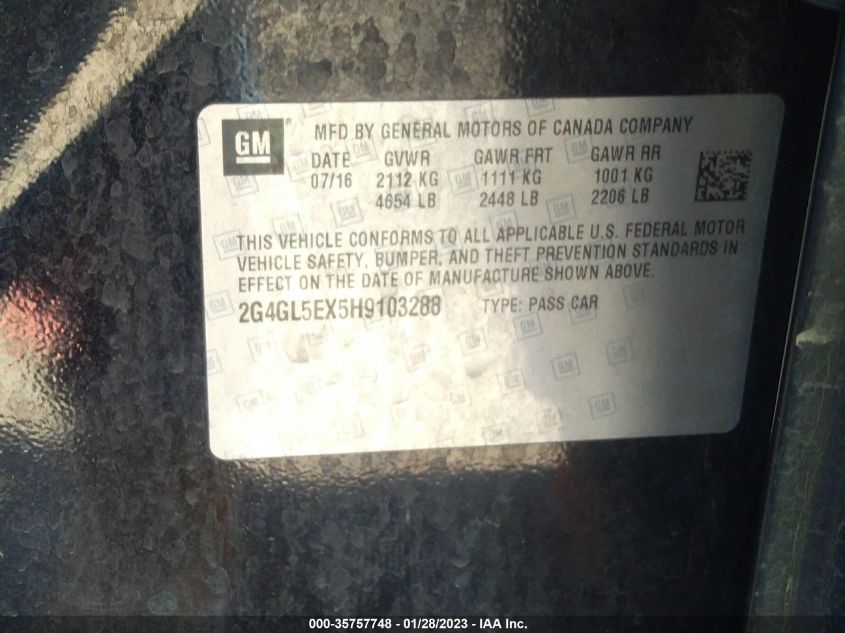 GM ® MFD BY GENERAL MOTORS OF CANADA COMPANY
DATE GVWR GAWR FRT GAWR RR
07/16 2112 KG 1111 KG 1001 KG
4654 LB 2448 LB 2206 LB
THIS VEHICLE CONFORMS TO ALL APPLICABLE U.S. FEDERAL MOTOR
VEHICLE SAFETY, BUMPER, AND THEFT PREVENTION STANDARDS IN
EFFECT ON THE DATE OF MANUFACTURE SHOWN ABOVE.
2G4GL5EX5H9103288 TYPE: PASS CAR
000-35757748 - 01/28/2023 - IAA Inc.